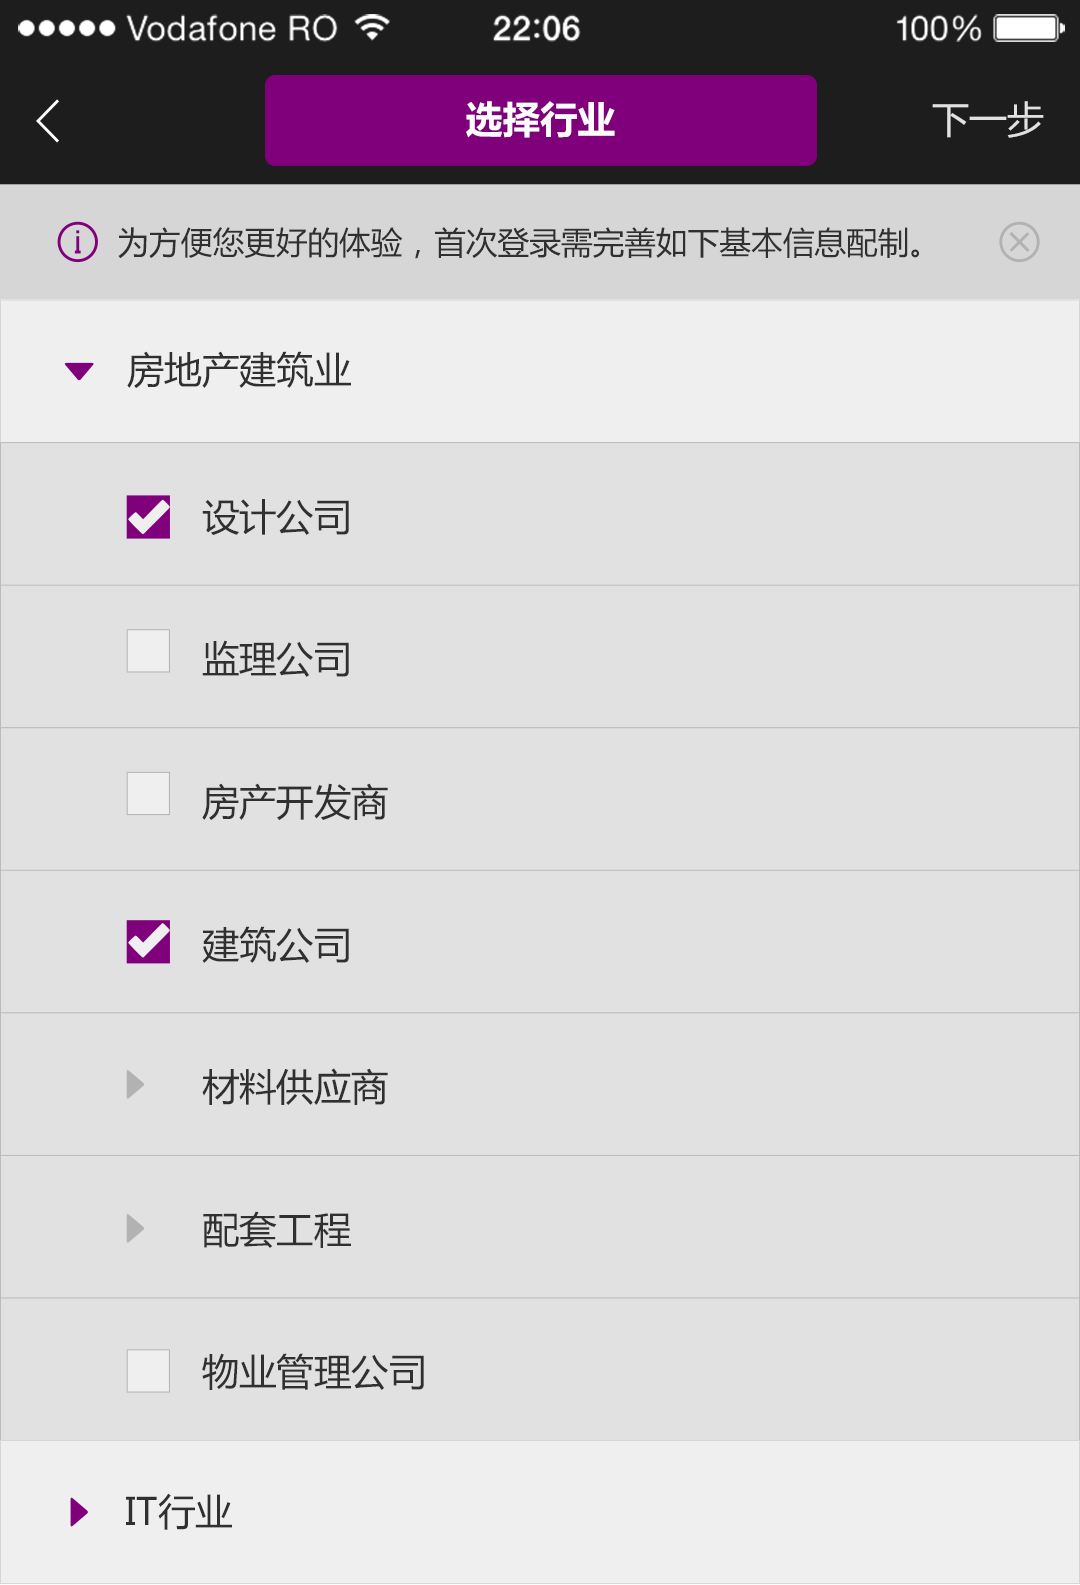 Vodafone RO 22:06 100%
选择行业 下一步
为方便您更好的体验，首次登录需完善如下基本信息配制。
房地产建筑业
设计公司
监理公司
房产开发商
建筑公司
材料供应商
配套工程
物业管理公司
IT行业